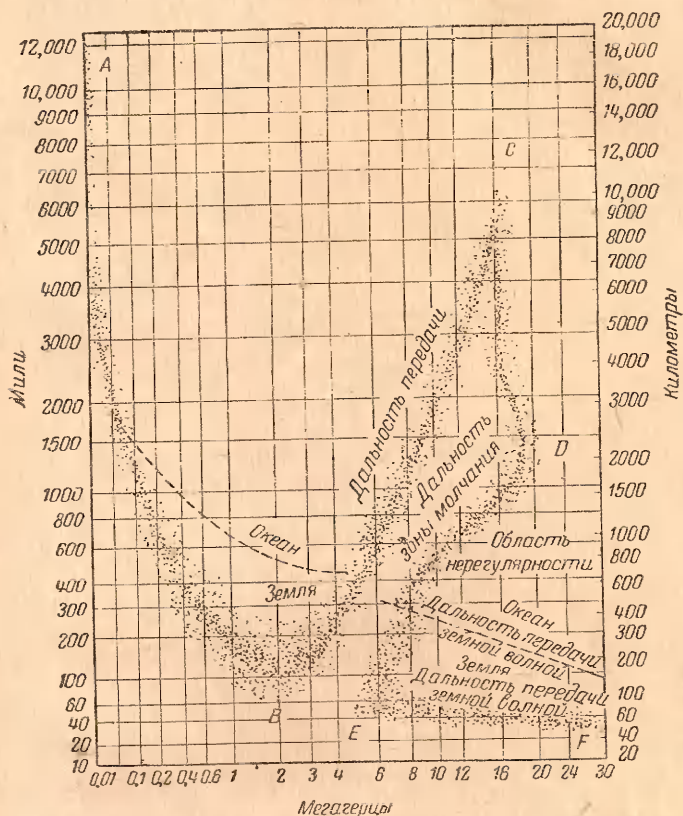 12,000
10,000
9000
8000
7000
6000
5000
4000
3000
2000
1500
1000
800
600
400
300
200
100
60
40
20
10
Мили
20,000
18,000
16,000
14,000
12,000
10,000
9000
8000
7000
6000
5000
4000
3000
2000
1500
1000
800
600
400
300
200
100
60
40
20
Километры
A
C
Дальность передачи
Дальность
зоны молчания
D
Океан
Земля
Область
нерегулярности
Океан
Дальность передачи
земной волной
Земля
Дальность передачи
земной волной
B
E
F
0,01 0,1 0,2 0,4 0,6 1 2 3 4 6 8 10 12 16 20 24 30
Мегагерцы